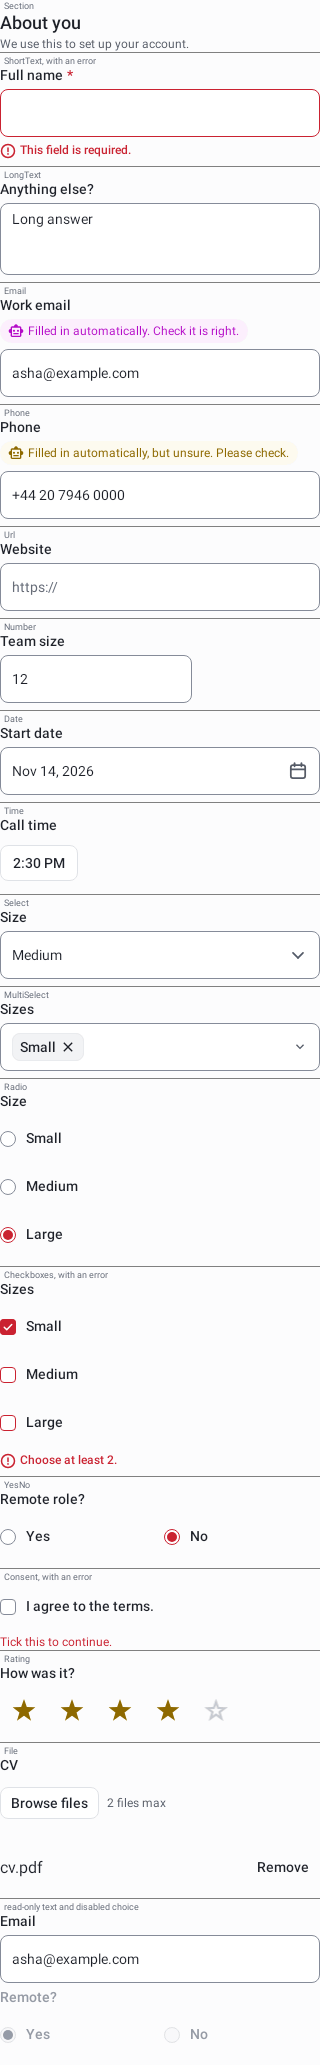 Section
About you
We use this to set up your account.
ShortText, with an error
Full name *
This field is required.
LongText
Anything else?
Long answer
Email
Work email
Filled in automatically. Check it is right.
asha@example.com
Phone
Phone
Filled in automatically, but unsure. Please check.
+44 20 7946 0000
Url
Website
https://
Number
Team size
12
Date
Start date
Nov 14, 2026
Time
Call time
2:30 PM
Select
Size
Medium
MultiSelect
Sizes
Small
Radio
Size
Small
Medium
Large
Checkboxes, with an error
Sizes
Small
Medium
Large
Choose at least 2.
YesNo
Remote role?
Yes No
Consent, with an error
I agree to the terms.
Tick this to continue.
Rating
How was it?
File
CV
Browse files 2 files max
cv.pdf Remove
read-only text and disabled choice
Email
asha@example.com
Remote?
Yes No